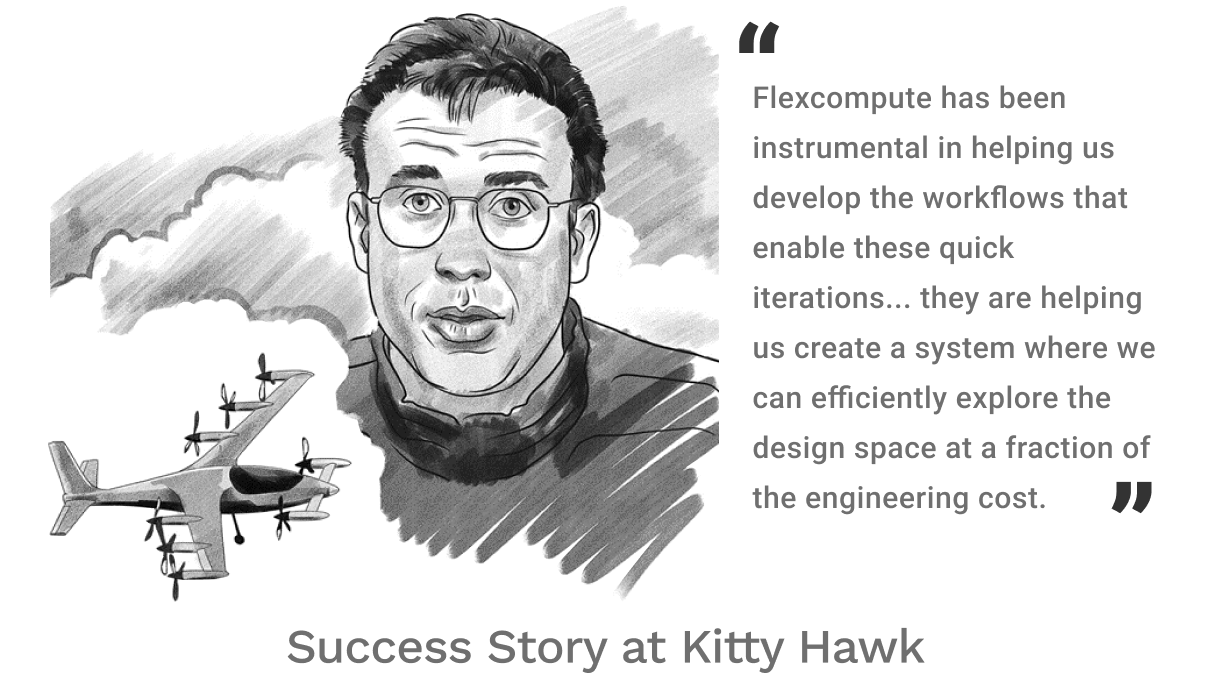 “
Flexcompute has been
instrumental in helping us
develop the workflows that
enable these quick
iterations... they are helping
us create a system where we
can efficiently explore the
design space at a fraction of
the engineering cost. ”
Success Story at Kitty Hawk